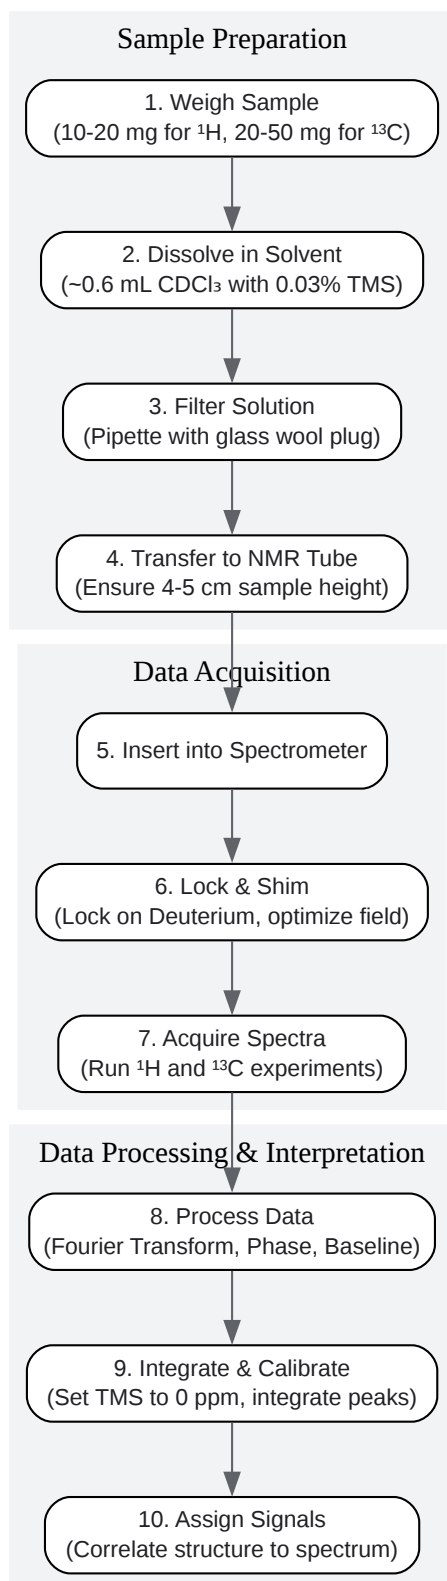 Sample Preparation
1. Weigh Sample
(10-20 mg for ¹H, 20-50 mg for ¹³C)
2. Dissolve in Solvent
(~0.6 mL CDCl₃ with 0.03% TMS)
3. Filter Solution
(Pipette with glass wool plug)
4. Transfer to NMR Tube
(Ensure 4-5 cm sample height)
Data Acquisition
5. Insert into Spectrometer
6. Lock & Shim
(Lock on Deuterium, optimize field)
7. Acquire Spectra
(Run ¹H and ¹³C experiments)
Data Processing & Interpretation
8. Process Data
(Fourier Transform, Phase, Baseline)
9. Integrate & Calibrate
(Set TMS to 0 ppm, integrate peaks)
10. Assign Signals
(Correlate structure to spectrum)